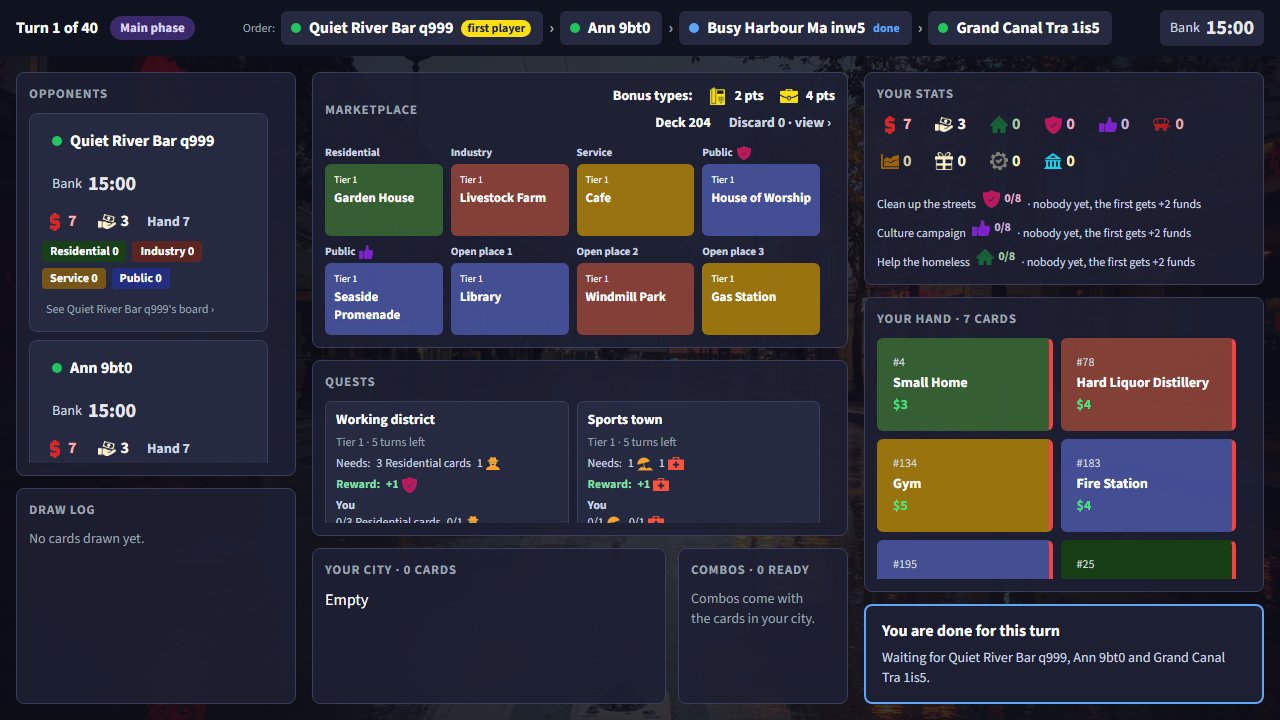 Turn 1 of 40 Main phase Order: Quiet River Bar q999 first player › Ann 9bt0 › Busy Harbour Ma inw5 done › Grand Canal Tra 1is5 Bank 15:00
OPPONENTS
Quiet River Bar q999
Bank 15:00
7 3 Hand 7
Residential 0 Industry 0
Service 0 Public 0
See Quiet River Bar q999's board ›
Ann 9bt0
Bank 15:00
7 3 Hand 7
DRAW LOG
No cards drawn yet.
MARKETPLACE
Bonus types: 2 pts 4 pts
Deck 204 Discard 0 · view ›
Residential Industry Service Public
Tier 1 Tier 1 Tier 1 Tier 1
Garden House Livestock Farm Cafe House of Worship
Public Open place 1 Open place 2 Open place 3
Tier 1 Tier 1 Tier 1 Tier 1
Seaside Promenade Library Windmill Park Gas Station
QUESTS
Working district
Tier 1 · 5 turns left
Needs: 3 Residential cards 1
Reward: +1
You
0/3 Residential cards 0/1
Sports town
Tier 1 · 5 turns left
Needs: 1 1
Reward: +1
You
0/1 0/1
YOUR CITY · 0 CARDS
Empty
COMBOS · 0 READY
Combos come with
the cards in your city.
YOUR STATS
7 3 0 0 0 0
0 0 0 0
Clean up the streets 0/8 · nobody yet, the first gets +2 funds
Culture campaign 0/8 · nobody yet, the first gets +2 funds
Help the homeless 0/8 · nobody yet, the first gets +2 funds
YOUR HAND · 7 CARDS
#4 #78
Small Home Hard Liquor Distillery
$3 $4
#134 #183
Gym Fire Station
$5 $4
#195 #25
You are done for this turn
Waiting for Quiet River Bar q999, Ann 9bt0 and Grand Canal
Tra 1is5.